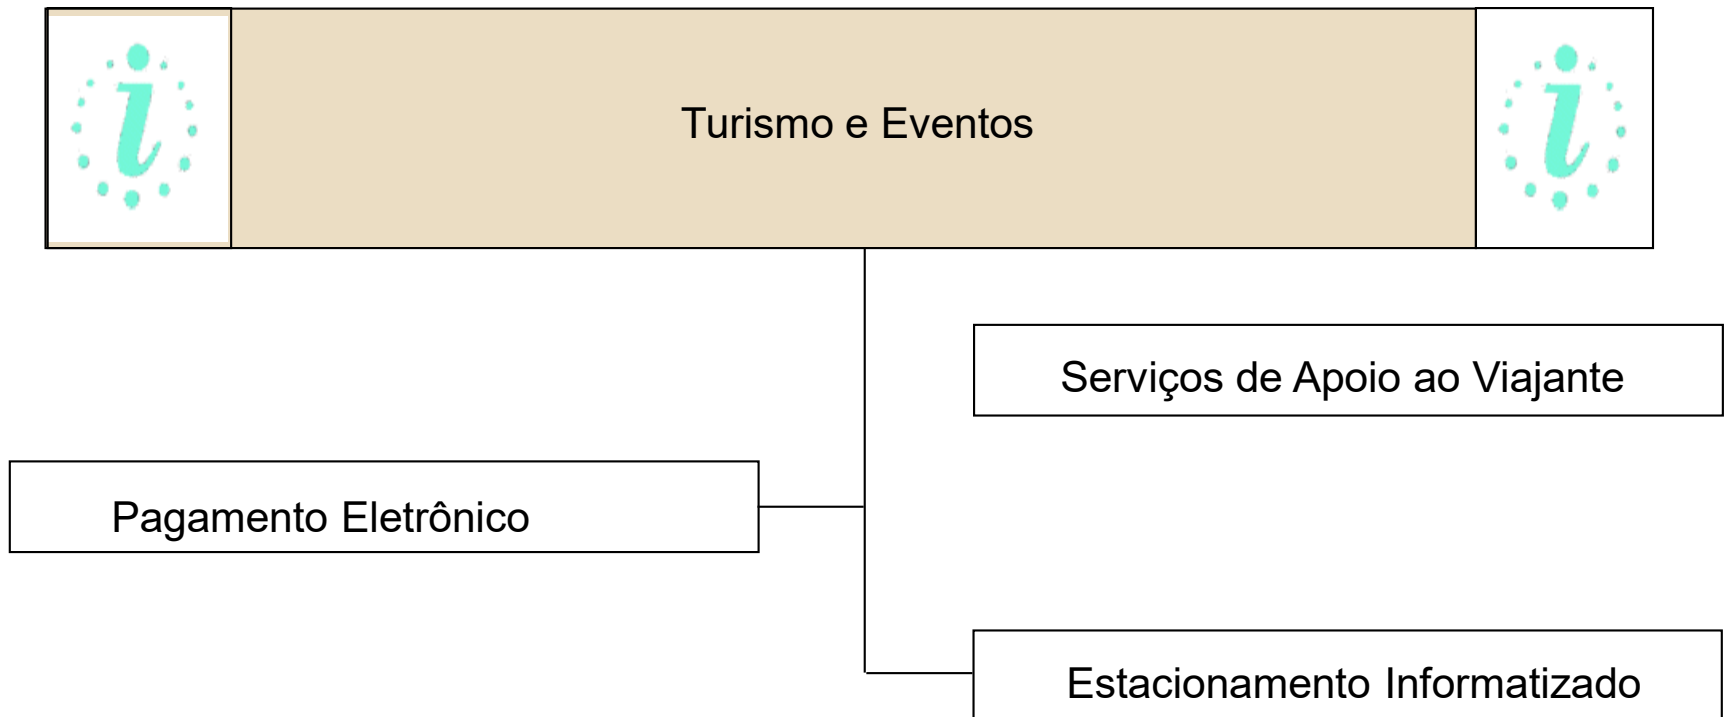 i
i
Turismo e Eventos
Serviços de Apoio ao Viajante
Pagamento Eletrônico
Estacionamento Informatizado